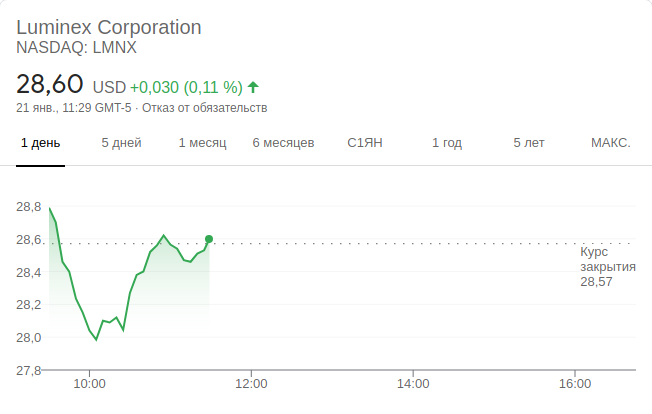 Luminex Corporation
NASDAQ: LMNX
28,60 USD +0,030 (0,11 %)
21 янв., 11:29 GMT-5 · Отказ от обязательств
1 день 5 дней 1 месяц 6 месяцев С1ЯН 1 год 5 лет МАКС.
28,8
28,6
Курс
закрытия
28,57
28,4
28,2
28,0
27,8
10:00 12:00 14:00 16:00